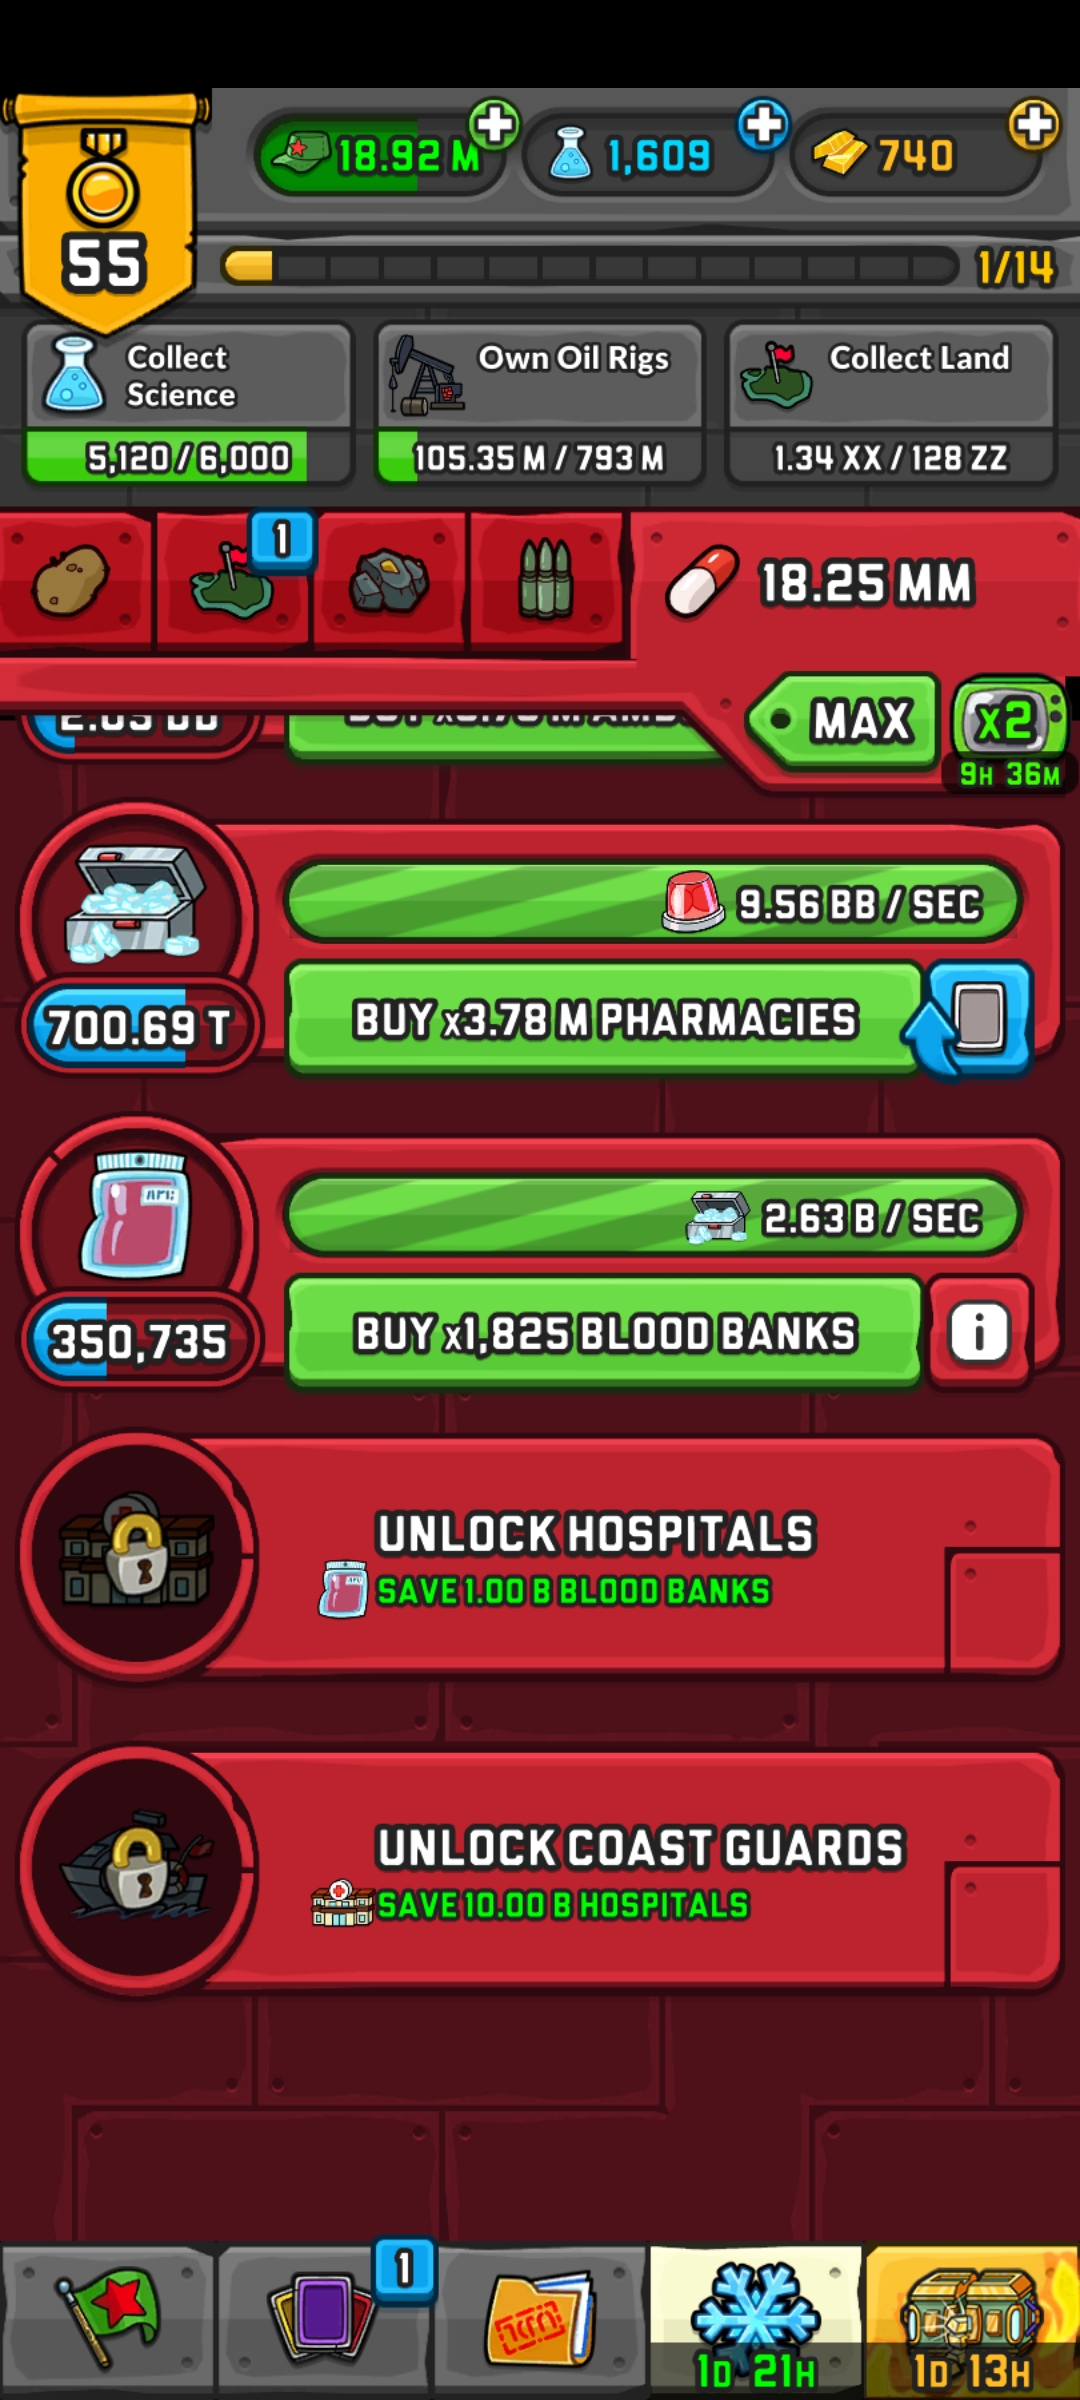 18.92 M
1,609
740
55
1/14
Collect
Science
5,120 / 6,000
Own Oil Rigs
105.35 M / 793 M
Collect Land
1.34 XX / 128 ZZ
1
18.25 MM
MAX
x2
9H 36M
9.56 BB / SEC
700.69 T
BUY x3.78 M PHARMACIES
2.63 B / SEC
350,735
BUY x1,825 BLOOD BANKS
i
UNLOCK HOSPITALS
SAVE 1.00 B BLOOD BANKS
UNLOCK COAST GUARDS
SAVE 10.00 B HOSPITALS
1
1D 21H
1D 13H